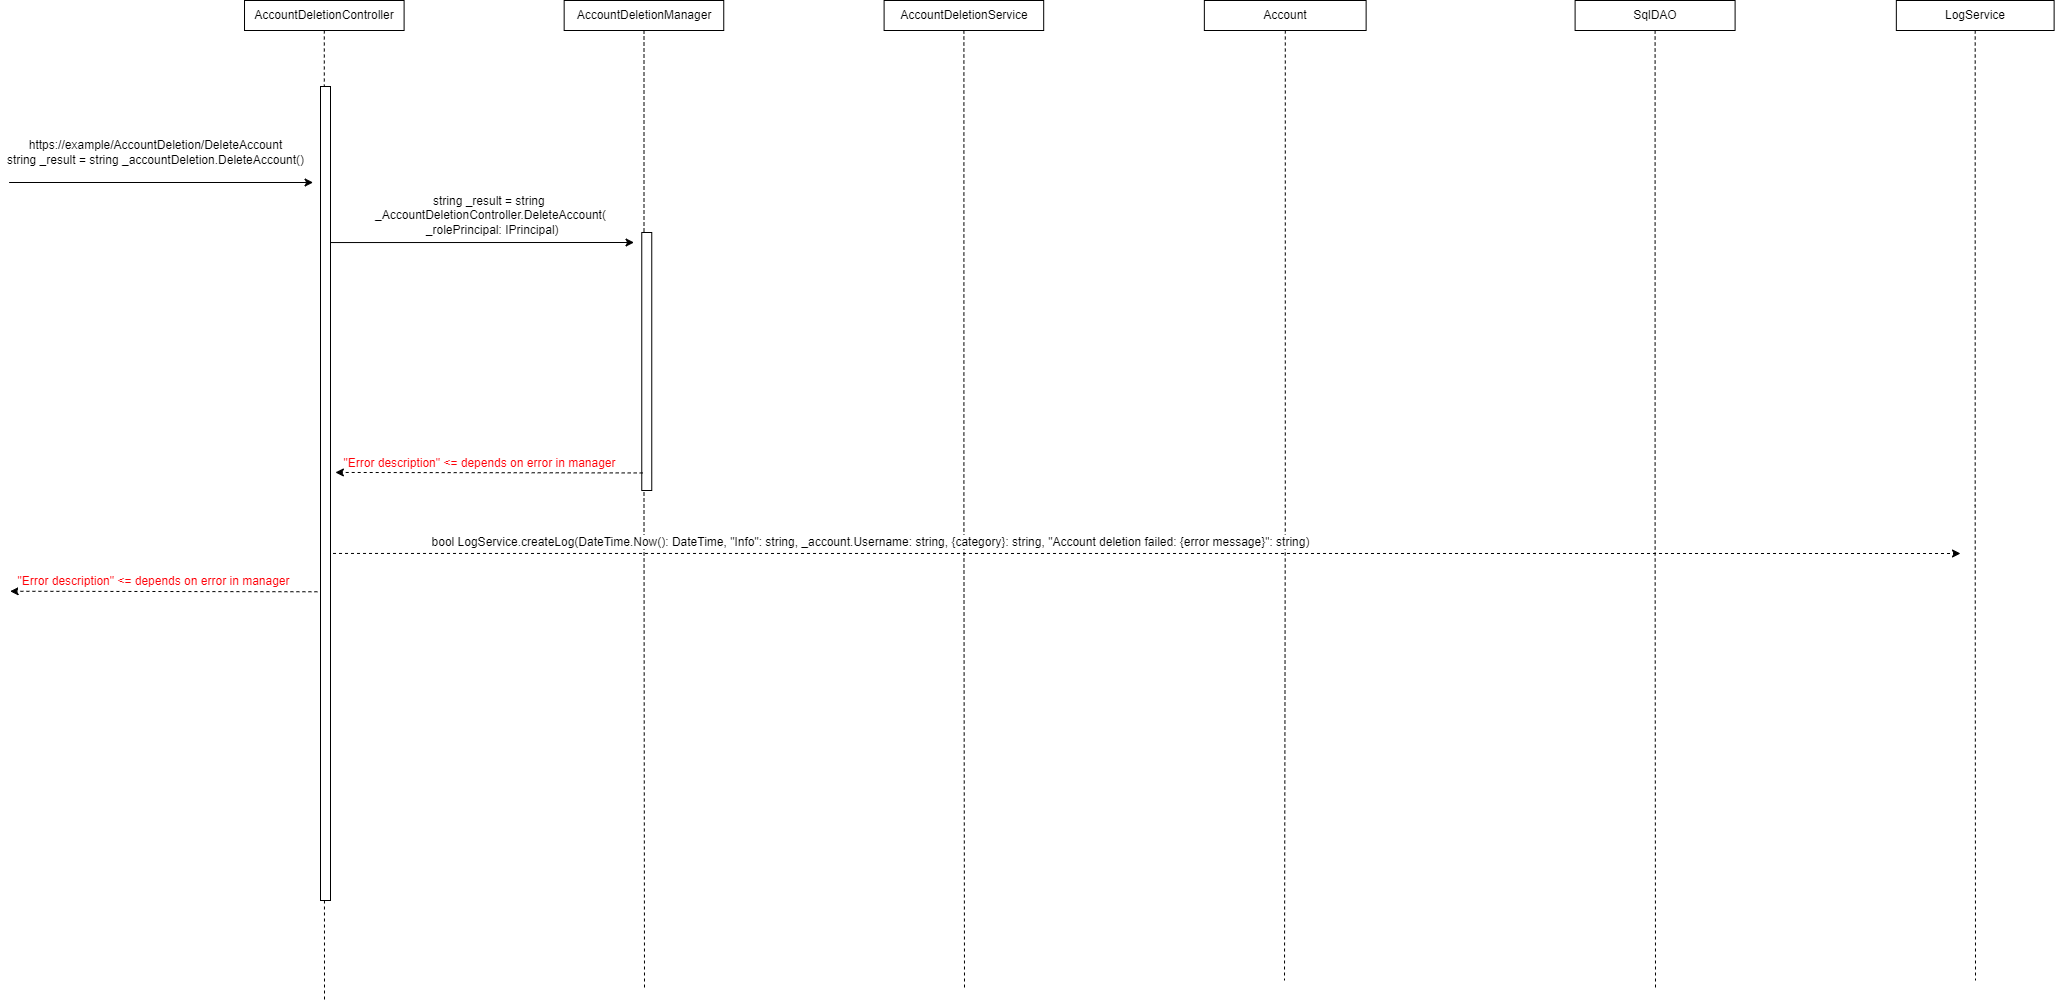 AccountDeletionController
AccountDeletionManager
AccountDeletionService
Account
SqlDAO
LogService
https://example/AccountDeletion/DeleteAccount
string _result = string _accountDeletion.DeleteAccount()
string _result = string
_AccountDeletionController.DeleteAccount(
_rolePrincipal: IPrincipal)
"Error description" <= depends on error in manager
bool LogService.createLog(DateTime.Now(): DateTime, "Info": string, _account.Username: string, {category}: string, "Account deletion failed: {error message}": string)
"Error description" <= depends on error in manager